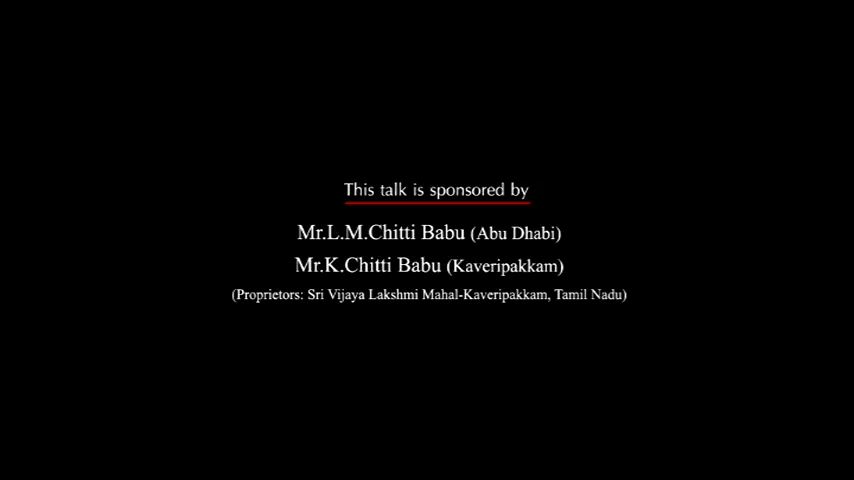 This talk is sponsored by
Mr.L.M.Chitti Babu (Abu Dhabi)
Mr.K.Chitti Babu (Kaveripakkam)
(Proprietors: Sri Vijaya Lakshmi Mahal-Kaveripakkam, Tamil Nadu)